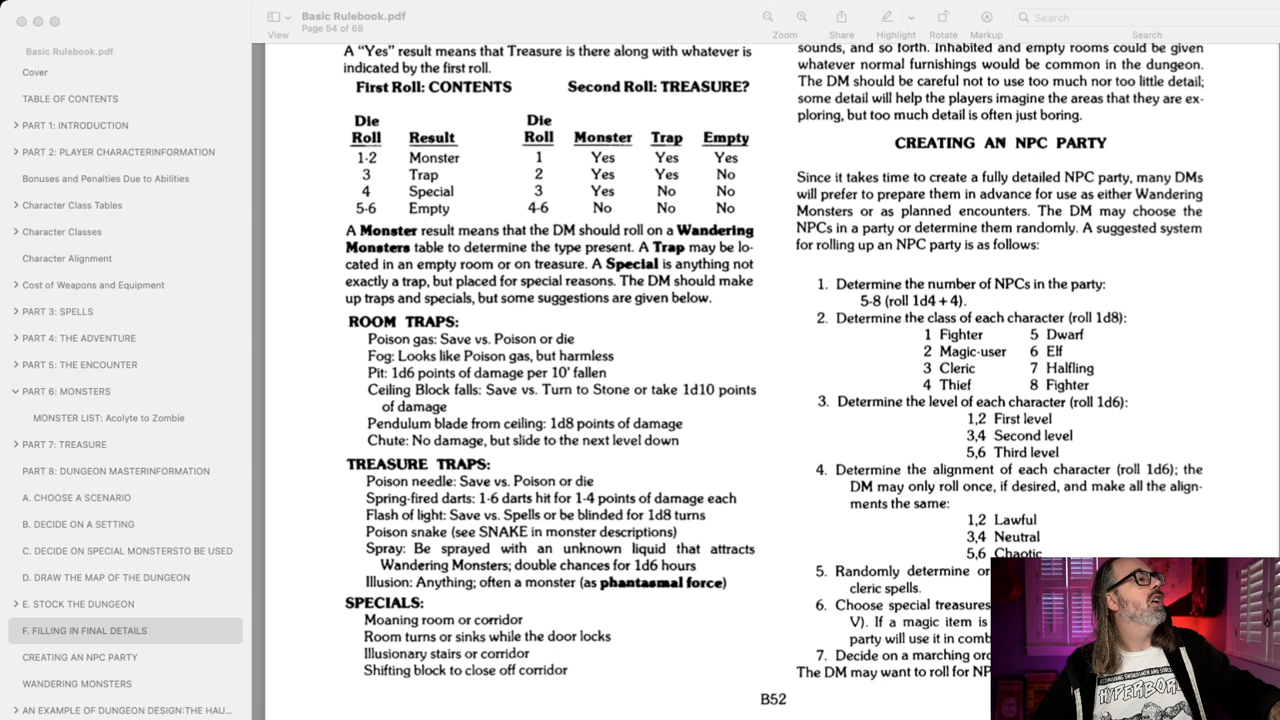 Basic Rulebook.pdf
Page 54 of 68
View
Zoom
Share
Highlight
Rotate
Markup
Search
Search
Basic Rulebook.pdf
Cover
TABLE OF CONTENTS
PART 1: INTRODUCTION
PART 2: PLAYER CHARACTERINFORMATION
Bonuses and Penalties Due to Abilities
Character Class Tables
Character Classes
Character Alignment
Cost of Weapons and Equipment
PART 3: SPELLS
PART 4: THE ADVENTURE
PART 5: THE ENCOUNTER
PART 6: MONSTERS
MONSTER LIST: Acolyte to Zombie
PART 7: TREASURE
PART 8: DUNGEON MASTERINFORMATION
A. CHOOSE A SCENARIO
B. DECIDE ON A SETTING
C. DECIDE ON SPECIAL MONSTERSTO BE USED
D. DRAW THE MAP OF THE DUNGEON
E. STOCK THE DUNGEON
F. FILLING IN FINAL DETAILS
CREATING AN NPC PARTY
WANDERING MONSTERS
AN EXAMPLE OF DUNGEON DESIGN:THE HAU...
A "Yes" result means that Treasure is there along with whatever is
indicated by the first roll.
First Roll: CONTENTS Second Roll: TREASURE?
Die Die
Roll Result Roll Monster Trap Empty
1-2 Monster 1 Yes Yes Yes
3 Trap 2 Yes Yes No
4 Special 3 Yes No No
5-6 Empty 4-6 No No No
A Monster result means that the DM should roll on a Wandering
Monsters table to determine the type present. A Trap may be lo-
cated in an empty room or on treasure. A Special is anything not
exactly a trap, but placed for special reasons. The DM should make
up traps and specials, but some suggestions are given below.
ROOM TRAPS:
Poison gas: Save vs. Poison or die
Fog: Looks like Poison gas, but harmless
Pit: 1d6 points of damage per 10' fallen
Ceiling Block falls: Save vs. Turn to Stone or take 1d10 points
of damage
Pendulum blade from ceiling: 1d8 points of damage
Chute: No damage, but slide to the next level down
TREASURE TRAPS:
Poison needle: Save vs. Poison or die
Spring-fired darts: 1-6 darts hit for 1-4 points of damage each
Flash of light: Save vs. Spells or be blinded for 1d8 turns
Poison snake (see SNAKE in monster descriptions)
Spray: Be sprayed with an unknown liquid that attracts
Wandering Monsters; double chances for 1d6 hours
Illusion: Anything; often a monster (as phantasmal force)
SPECIALS:
Moaning room or corridor
Room turns or sinks while the door locks
Illusionary stairs or corridor
Shifting block to close off corridor
sounds, and so forth. Inhabited and empty rooms could be given
whatever normal furnishings would be common in the dungeon.
The DM should be careful not to use too much nor too little detail;
some detail will help the players imagine the areas that they are ex-
ploring, but too much detail is often just boring.
CREATING AN NPC PARTY
Since it takes time to create a fully detailed NPC party, many DMs
will prefer to prepare them in advance for use as either Wandering
Monsters or as planned encounters. The DM may choose the
NPCs in a party or determine them randomly. A suggested system
for rolling up an NPC party is as follows:
1. Determine the number of NPCs in the party:
5-8 (roll 1d4 + 4).
2. Determine the class of each character (roll 1d8):
1 Fighter 5 Dwarf
2 Magic-user 6 Elf
3 Cleric 7 Halfling
4 Thief 8 Fighter
3. Determine the level of each character (roll 1d6):
1,2 First level
3,4 Second level
5,6 Third level
4. Determine the alignment of each character (roll 1d6); the
DM may only roll once, if desired, and make all the align-
ments the same:
1,2 Lawful
3,4 Neutral
5,6 Chaotic
5. Randomly determine or
cleric spells.
6. Choose special treasures
V). If a magic item is
party will use it in comb
7. Decide on a marching orc
The DM may want to roll for NP
B52
HYPERBOR